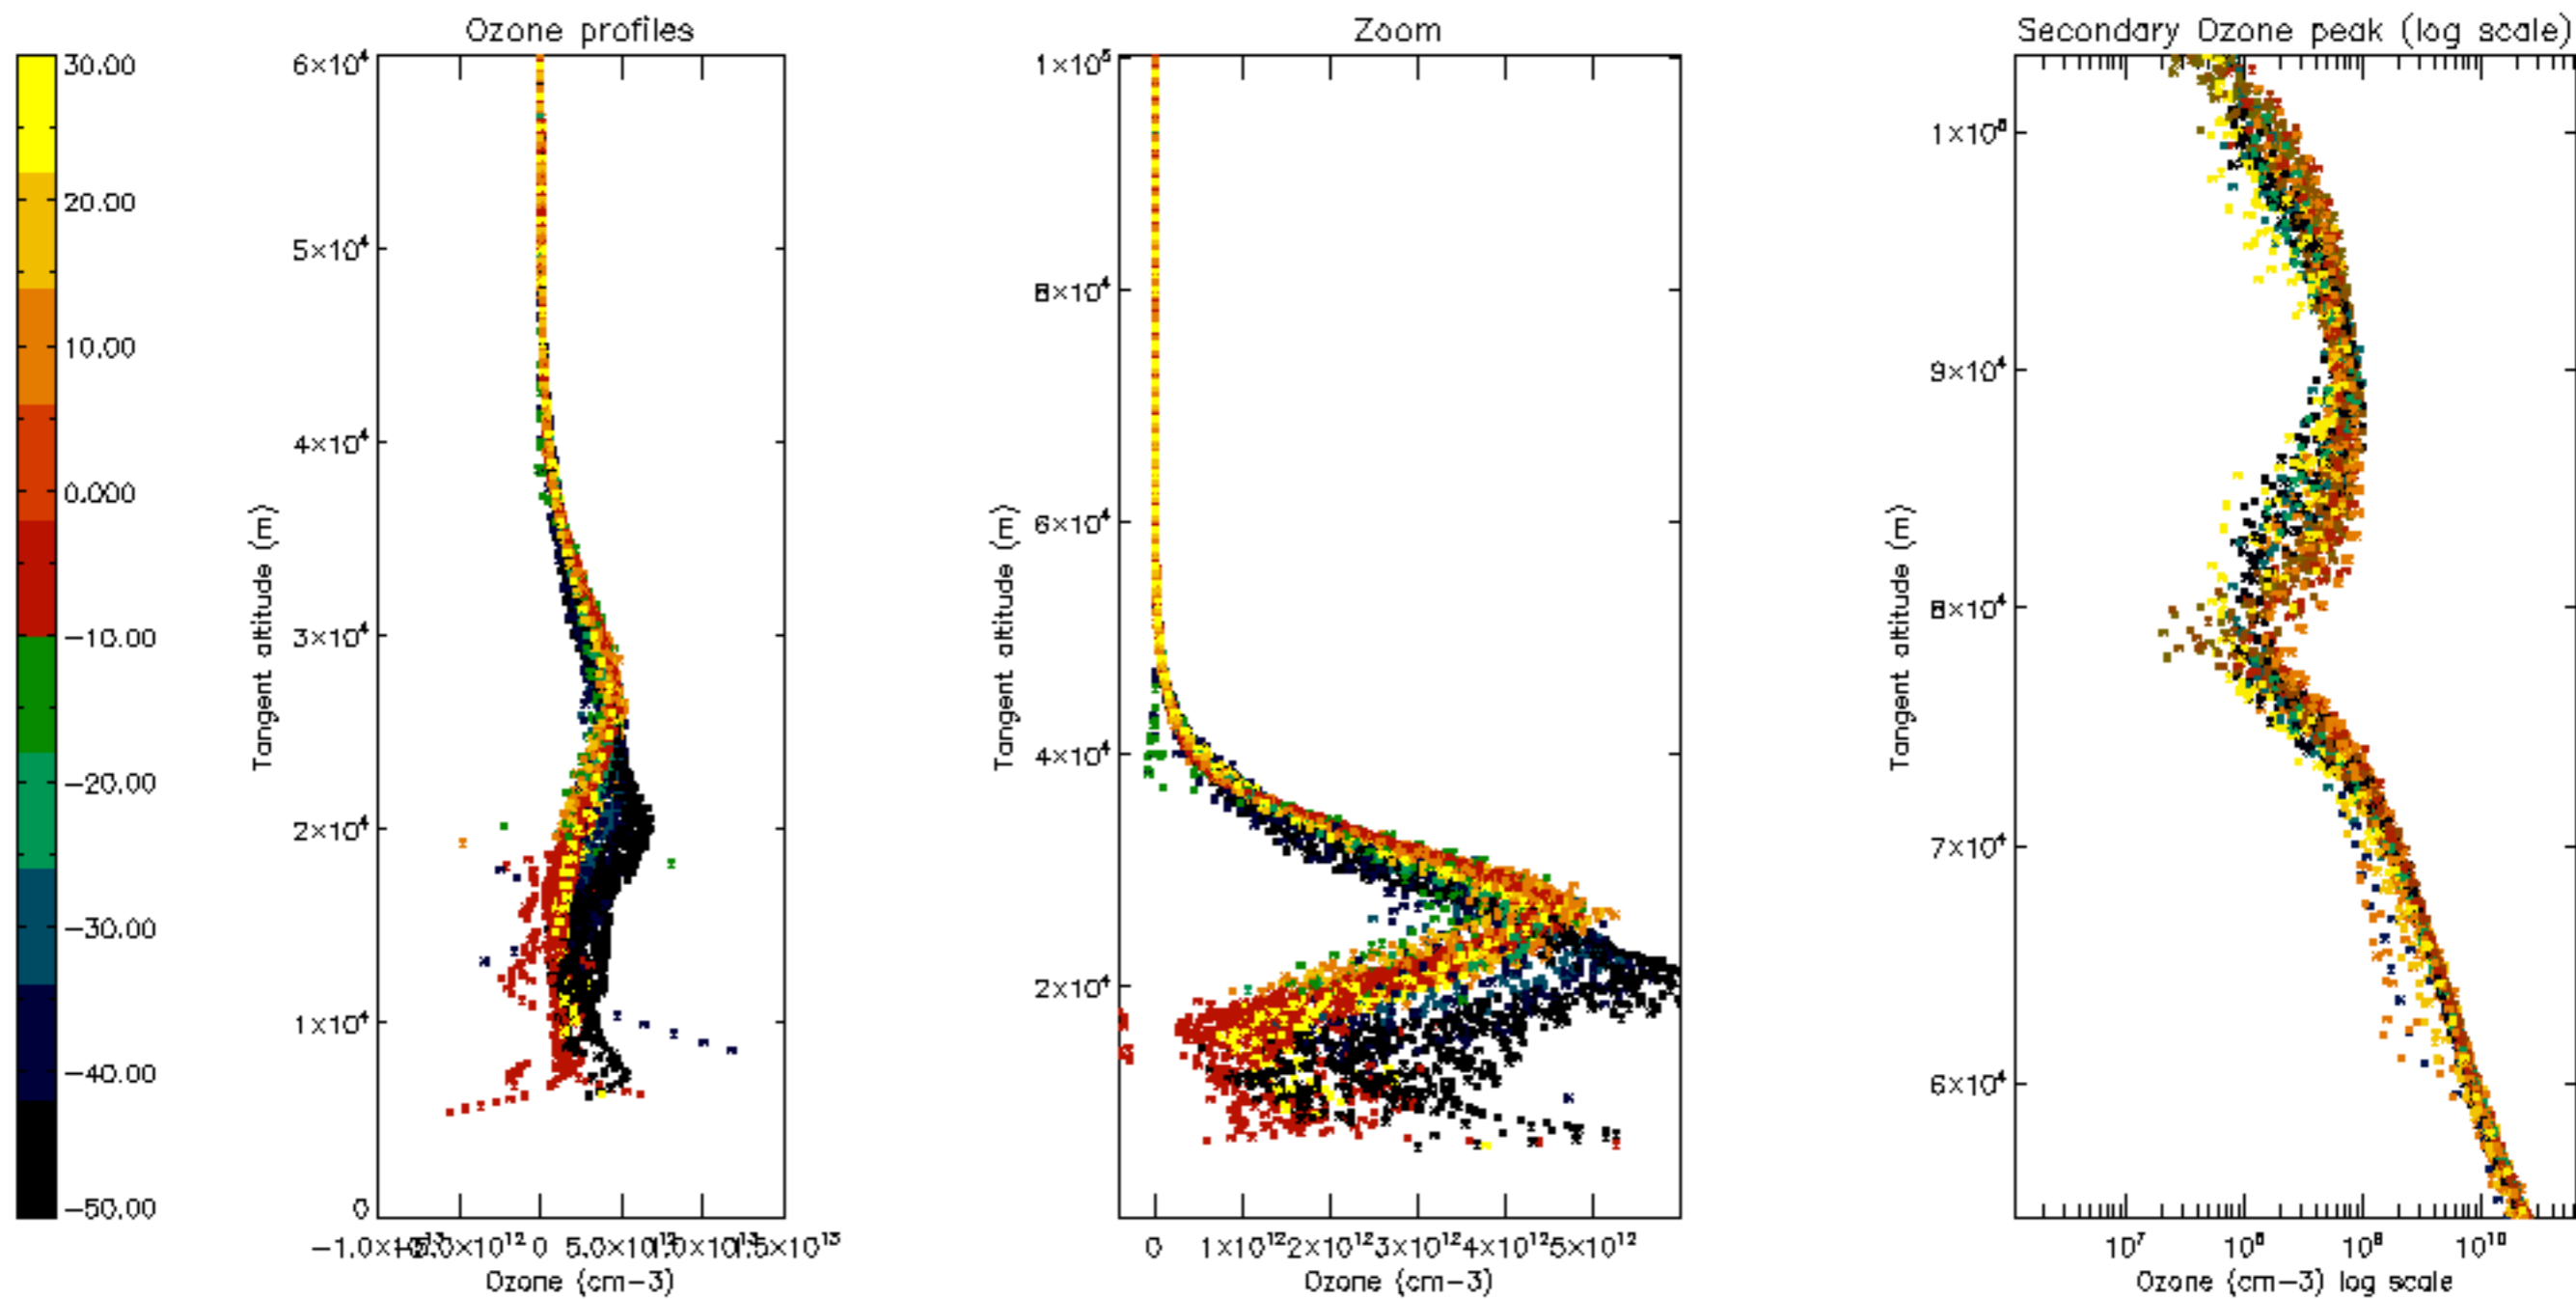 Ozone profiles
Zoom
Secondary Ozone peak (log scale)
30.00
20.00
10.00
0.000
−10.00
−20.00
−30.00
−40.00
−50.00
6×10⁴
5×10⁴
4×10⁴
3×10⁴
2×10⁴
1×10⁴
0
Tangent altitude (m)
0
Ozone (cm−3)
1×10⁵
8×10⁴
6×10⁴
4×10⁴
2×10⁴
Tangent altitude (m)
0 1×10¹² 2×10¹² 3×10¹² 4×10¹² 5×10¹²
Ozone (cm−3)
9×10⁴
8×10⁴
7×10⁴
6×10⁴
Tangent altitude (m)
10⁷ 10⁸ 10⁹ 10¹⁰
Ozone (cm−3) log scale